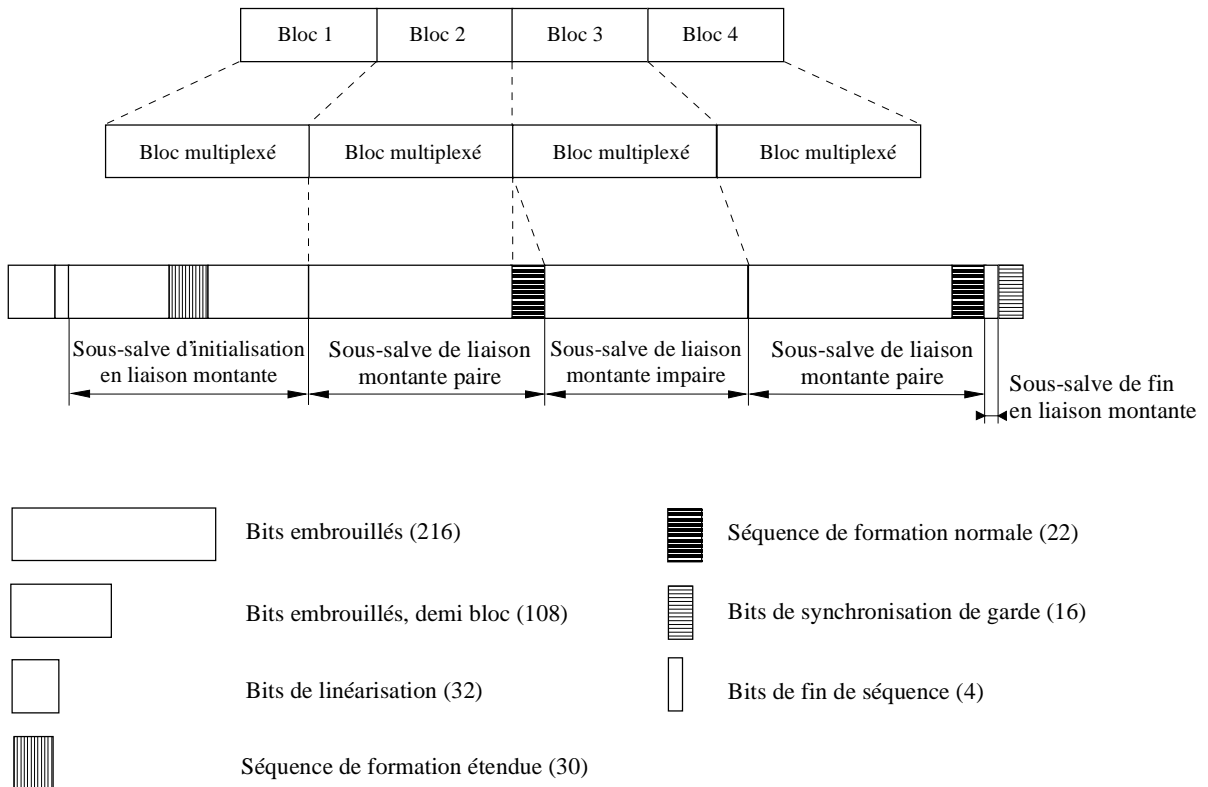 Bloc 1
Bloc 2
Bloc 3
Bloc 4
Bloc multiplexé
Bloc multiplexé
Bloc multiplexé
Bloc multiplexé
Sous-salve d'initialisation
en liaison montante
Sous-salve de liaison
montante paire
Sous-salve de liaison
montante impaire
Sous-salve de liaison
montante paire
Sous-salve de fin
en liaison montante
Bits embrouillés (216)
Séquence de formation normale (22)
Bits embrouillés, demi bloc (108)
Bits de synchronisation de garde (16)
Bits de linéarisation (32)
Bits de fin de séquence (4)
Séquence de formation étendue (30)